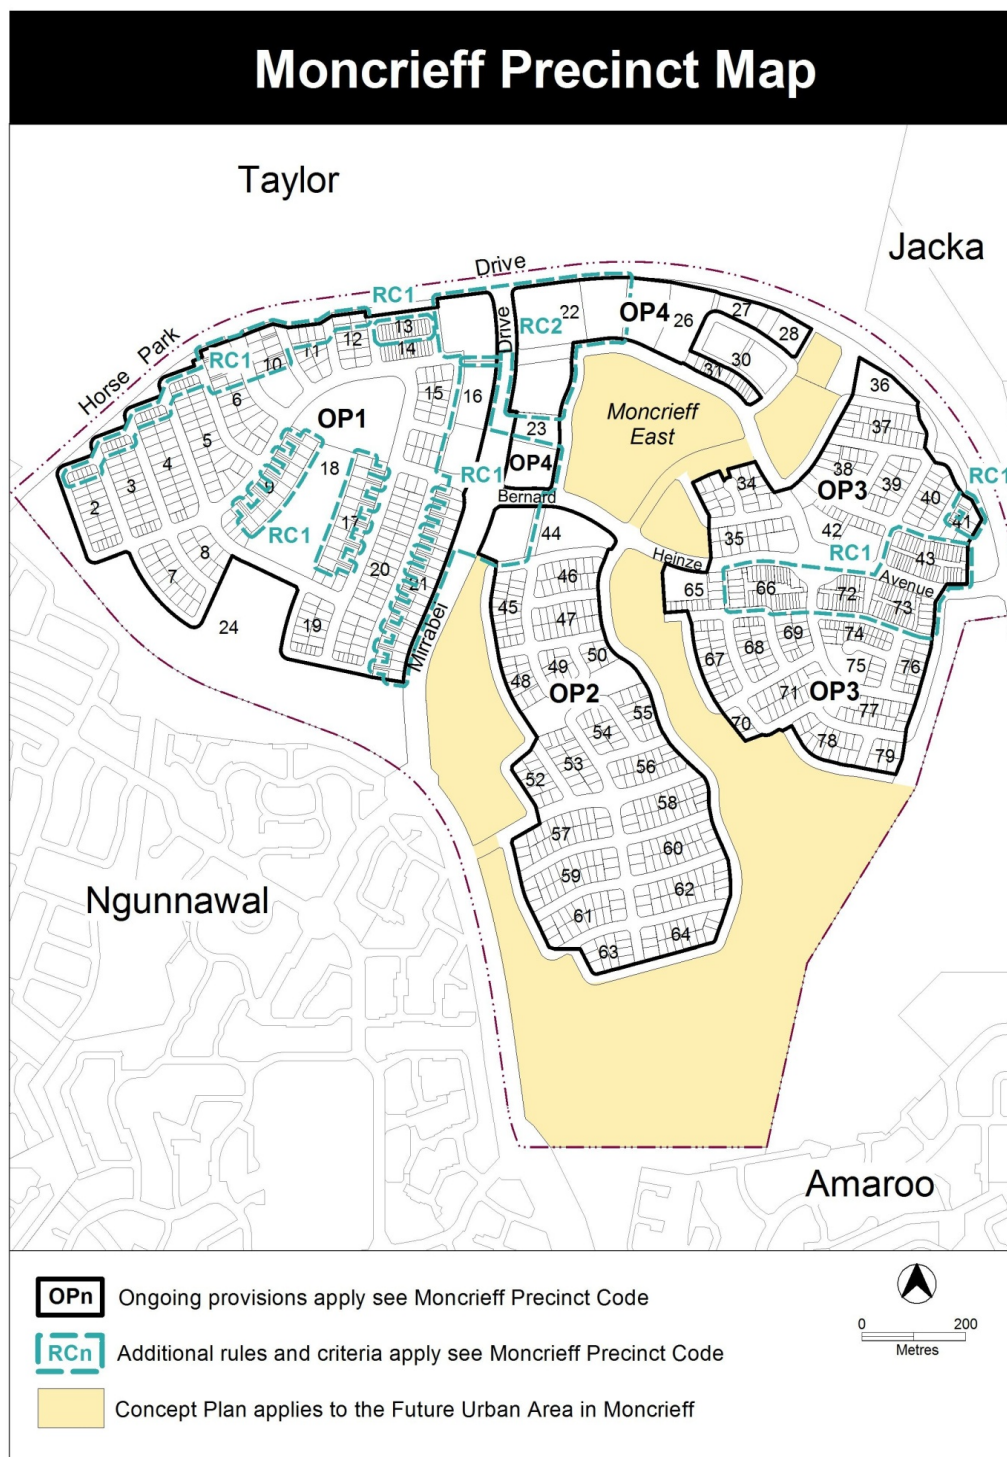 Moncrieff Precinct Map
Taylor
Jacka
Drive
Horse Park
RC1
Drive
RC2
22
OP4
26
27
28
30
31
13
14
12
11
10
RC1
6
5
4
3
2
OP1
15
16
18
9
RC1
17
8
7
24
19
20
21
Mirrabei
23
OP4
RC1
Bernard
Moncrieff
East
36
37
38
39
40
41
RC1
OP3
34
35
42
RC1
43
Heinze
Avenue
65
66
72
73
74
69
68
67
75
76
OP3
71
70
77
78
79
44
45
46
47
48
49
50
OP2
55
54
53
52
56
58
57
60
59
62
61
64
63
Ngunnawal
Amaroo
OPn Ongoing provisions apply see Moncrieff Precinct Code
RCn Additional rules and criteria apply see Moncrieff Precinct Code
Concept Plan applies to the Future Urban Area in Moncrieff
0 200
Metres